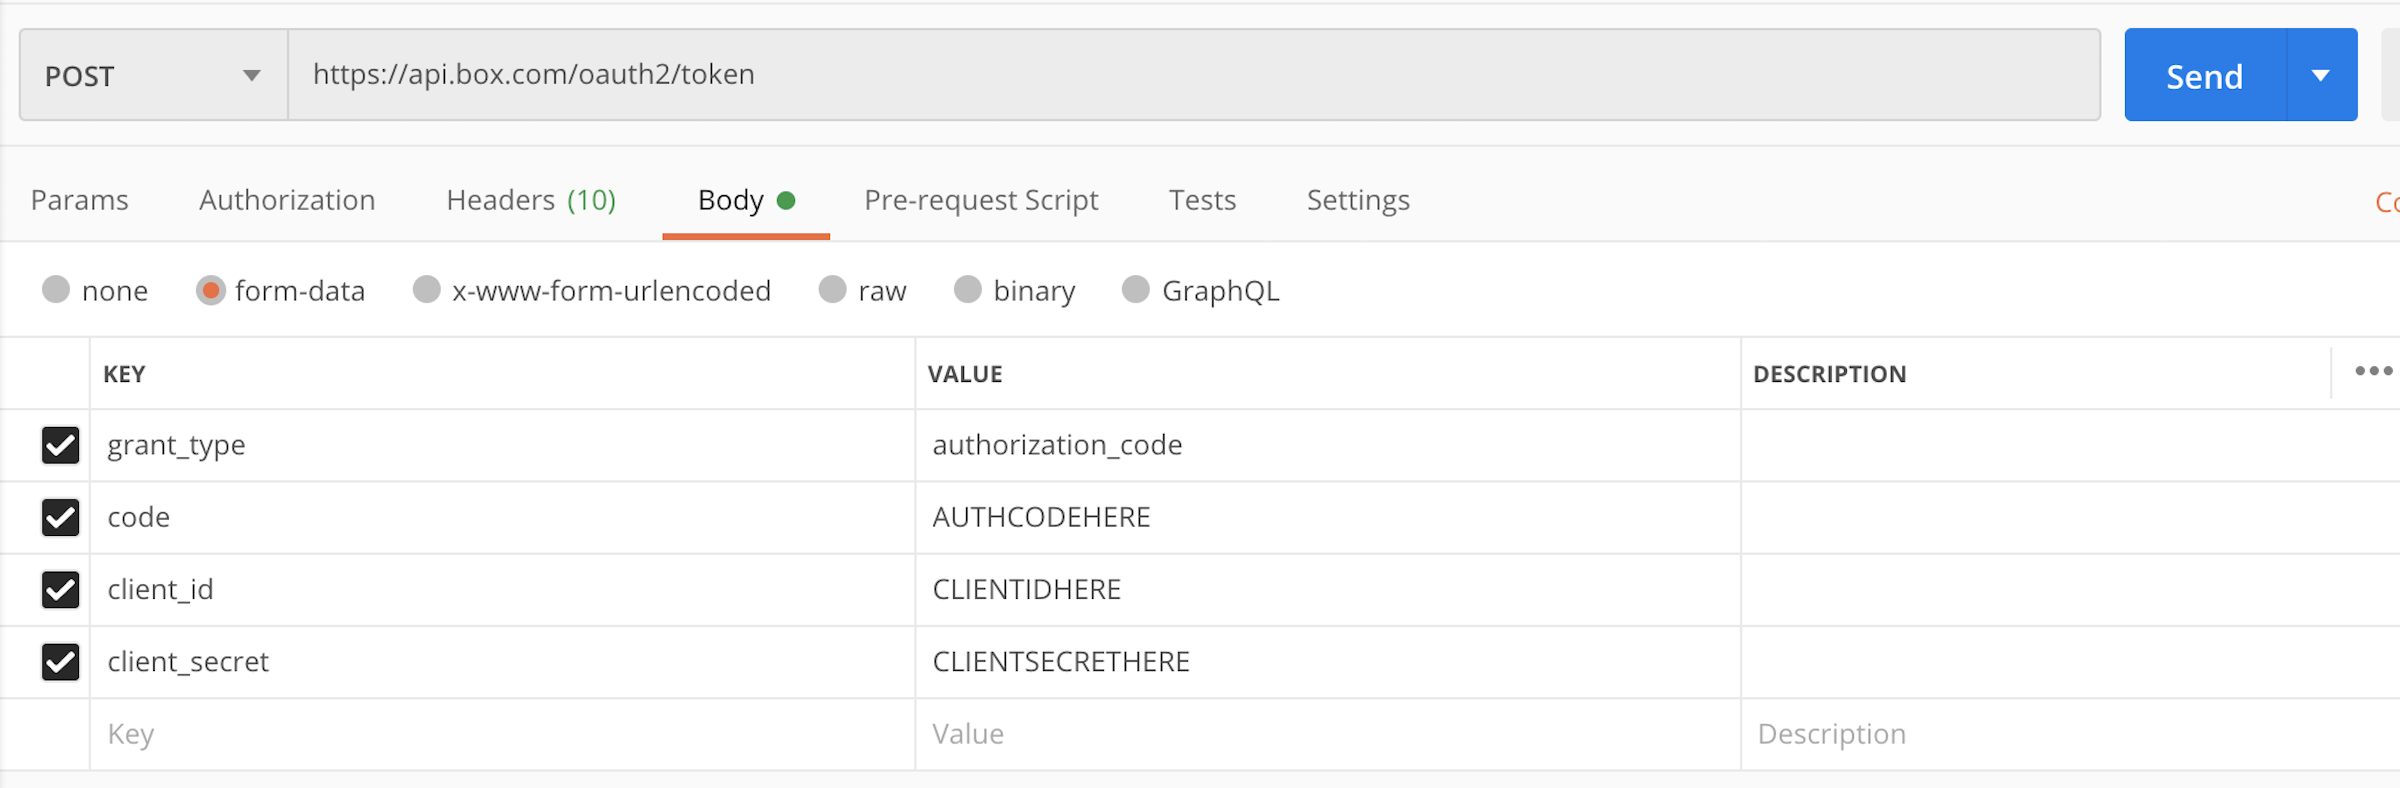 POST https://api.box.com/oauth2/token Send
Params Authorization Headers (10) Body Pre-request Script Tests Settings Co
none form-data x-www-form-urlencoded raw binary GraphQL
KEY VALUE DESCRIPTION •••
grant_type authorization_code
code AUTHCODEHERE
client_id CLIENTIDHERE
client_secret CLIENTSECRETHERE
Key Value Description